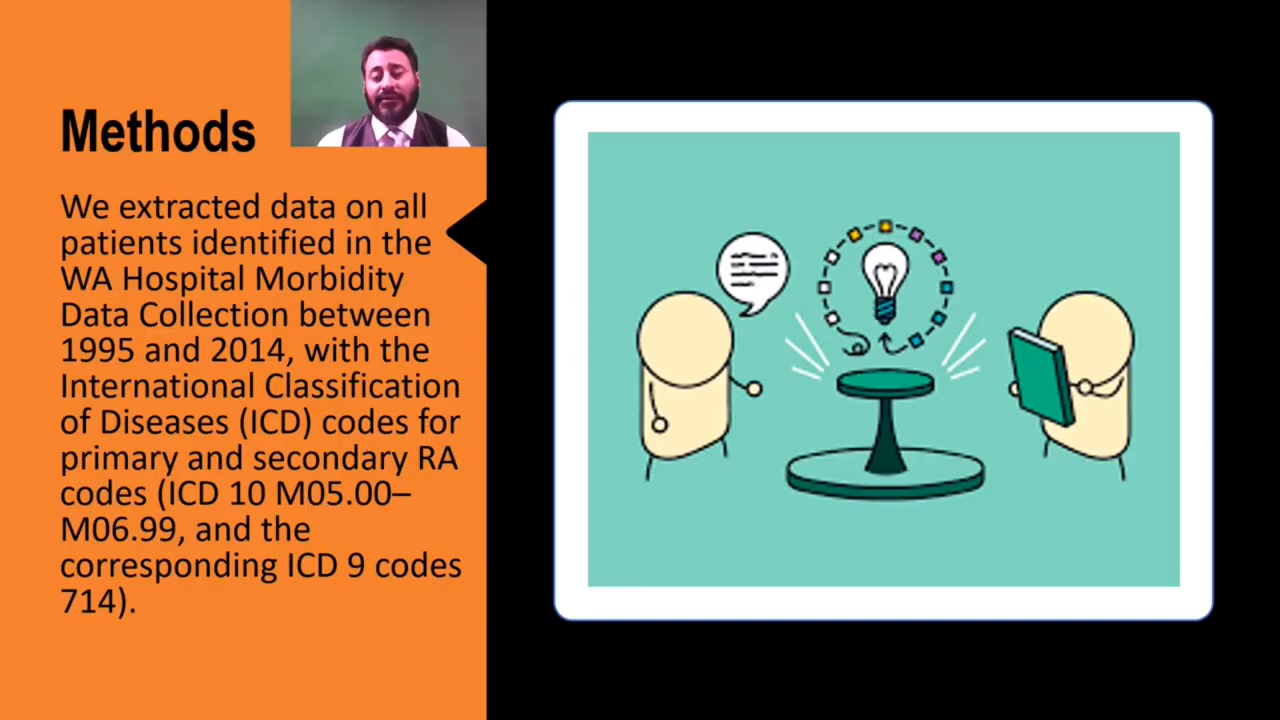 Methods
We extracted data on all
patients identified in the
WA Hospital Morbidity
Data Collection between
1995 and 2014, with the
International Classification
of Diseases (ICD) codes for
primary and secondary RA
codes (ICD 10 M05.00–
M06.99, and the
corresponding ICD 9 codes
714).